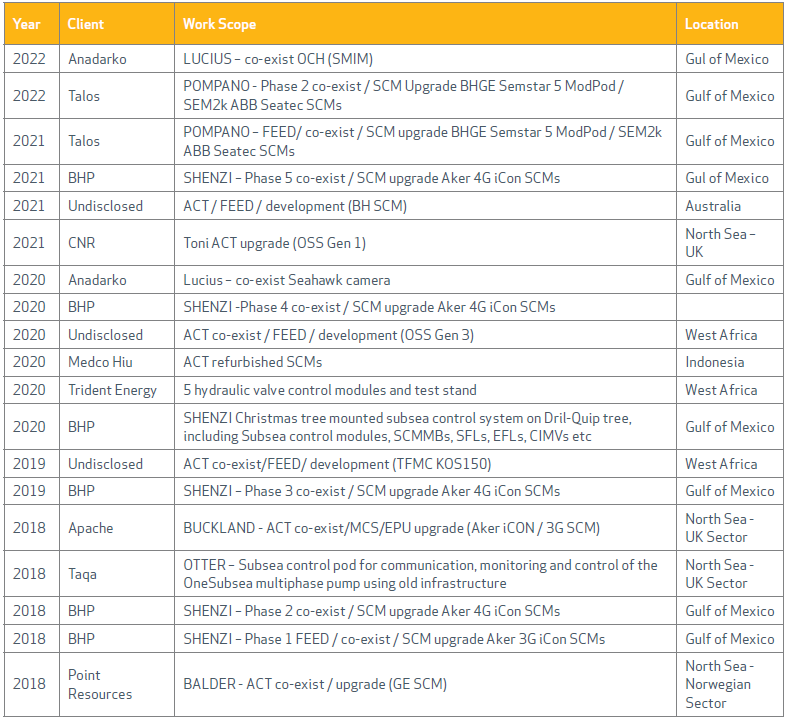 Year Client Work Scope Location
2022 Anadarko LUCIUS – co-exist OCH (SMIM) Gul of Mexico
2022 Talos POMPANO - Phase 2 co-exist / SCM Upgrade BHGE Semstar 5 ModPod /
SEM2k ABB Seatec SCMs Gulf of Mexico
2021 Talos POMPANO – FEED/ co-exist / SCM upgrade BHGE Semstar 5 ModPod / SEM2k
ABB Seatec SCMs Gulf of Mexico
2021 BHP SHENZI – Phase 5 co-exist / SCM upgrade Aker 4G iCon SCMs Gul of Mexico
2021 Undisclosed ACT / FEED / development (BH SCM) Australia
2021 CNR Toni ACT upgrade (OSS Gen 1) North Sea –
UK
2020 Anadarko Lucius – co-exist Seahawk camera Gulf of Mexico
2020 BHP SHENZI -Phase 4 co-exist / SCM upgrade Aker 4G iCon SCMs
2020 Undisclosed ACT co-exist / FEED / development (OSS Gen 3) West Africa
2020 Medco Hiu ACT refurbished SCMs Indonesia
2020 Trident Energy 5 hydraulic valve control modules and test stand West Africa
2020 BHP SHENZI Christmas tree mounted subsea control system on Dril-Quip tree,
including Subsea control modules, SCMMBs, SFLs, EFLs, CIMVs etc Gulf of Mexico
2019 Undisclosed ACT co-exist/FEED/ development (TFMC KOS150) West Africa
2019 BHP SHENZI – Phase 3 co-exist / SCM upgrade Aker 4G iCon SCMs Gulf of Mexico
2018 Apache BUCKLAND - ACT co-exist/MCS/EPU upgrade (Aker iCON / 3G SCM) North Sea -
UK Sector
2018 Taqa OTTER – Subsea control pod for communication, monitoring and control of the
OneSubsea multiphase pump using old infrastructure North Sea -
UK Sector
2018 BHP SHENZI – Phase 2 co-exist / SCM upgrade Aker 4G iCon SCMs Gulf of Mexico
2018 BHP SHENZI – Phase 1 FEED / co-exist / SCM upgrade Aker 3G iCon SCMs Gulf of Mexico
2018 Point
Resources BALDER - ACT co-exist / upgrade (GE SCM) North Sea -
Norwegian
Sector